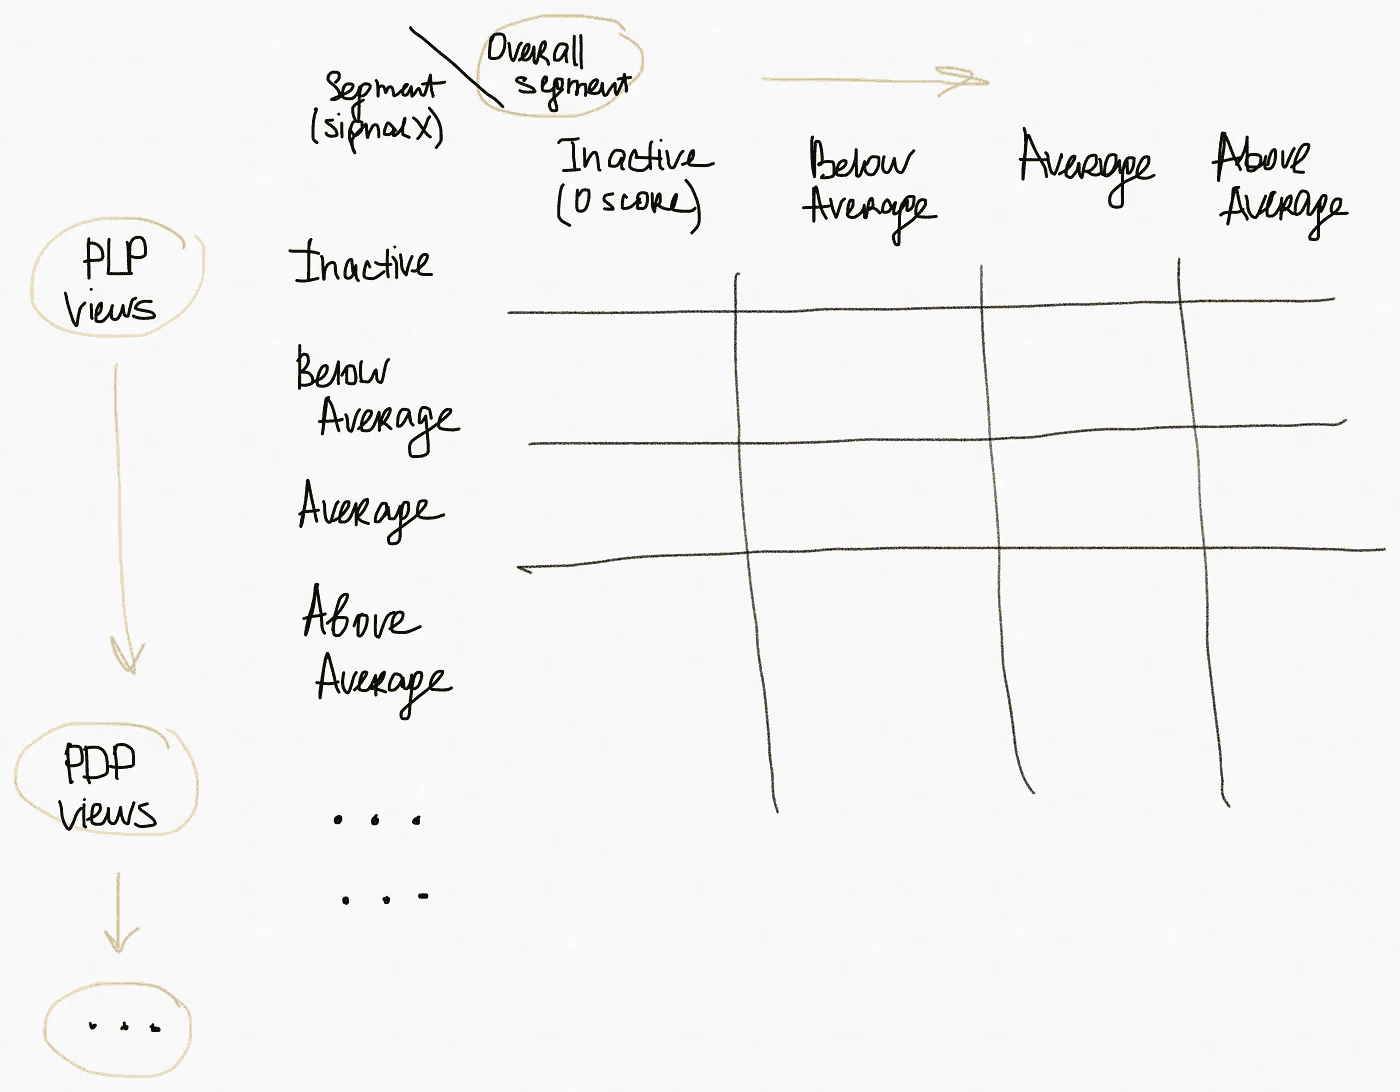 Overall
segment
Segment
(signal X)
Inactive
(0 score)
Below
Average
Average
Above
Average
PLP
views
Inactive
Below
Average
Average
Above
Average
PDP
views
. . .
. . .
. . .